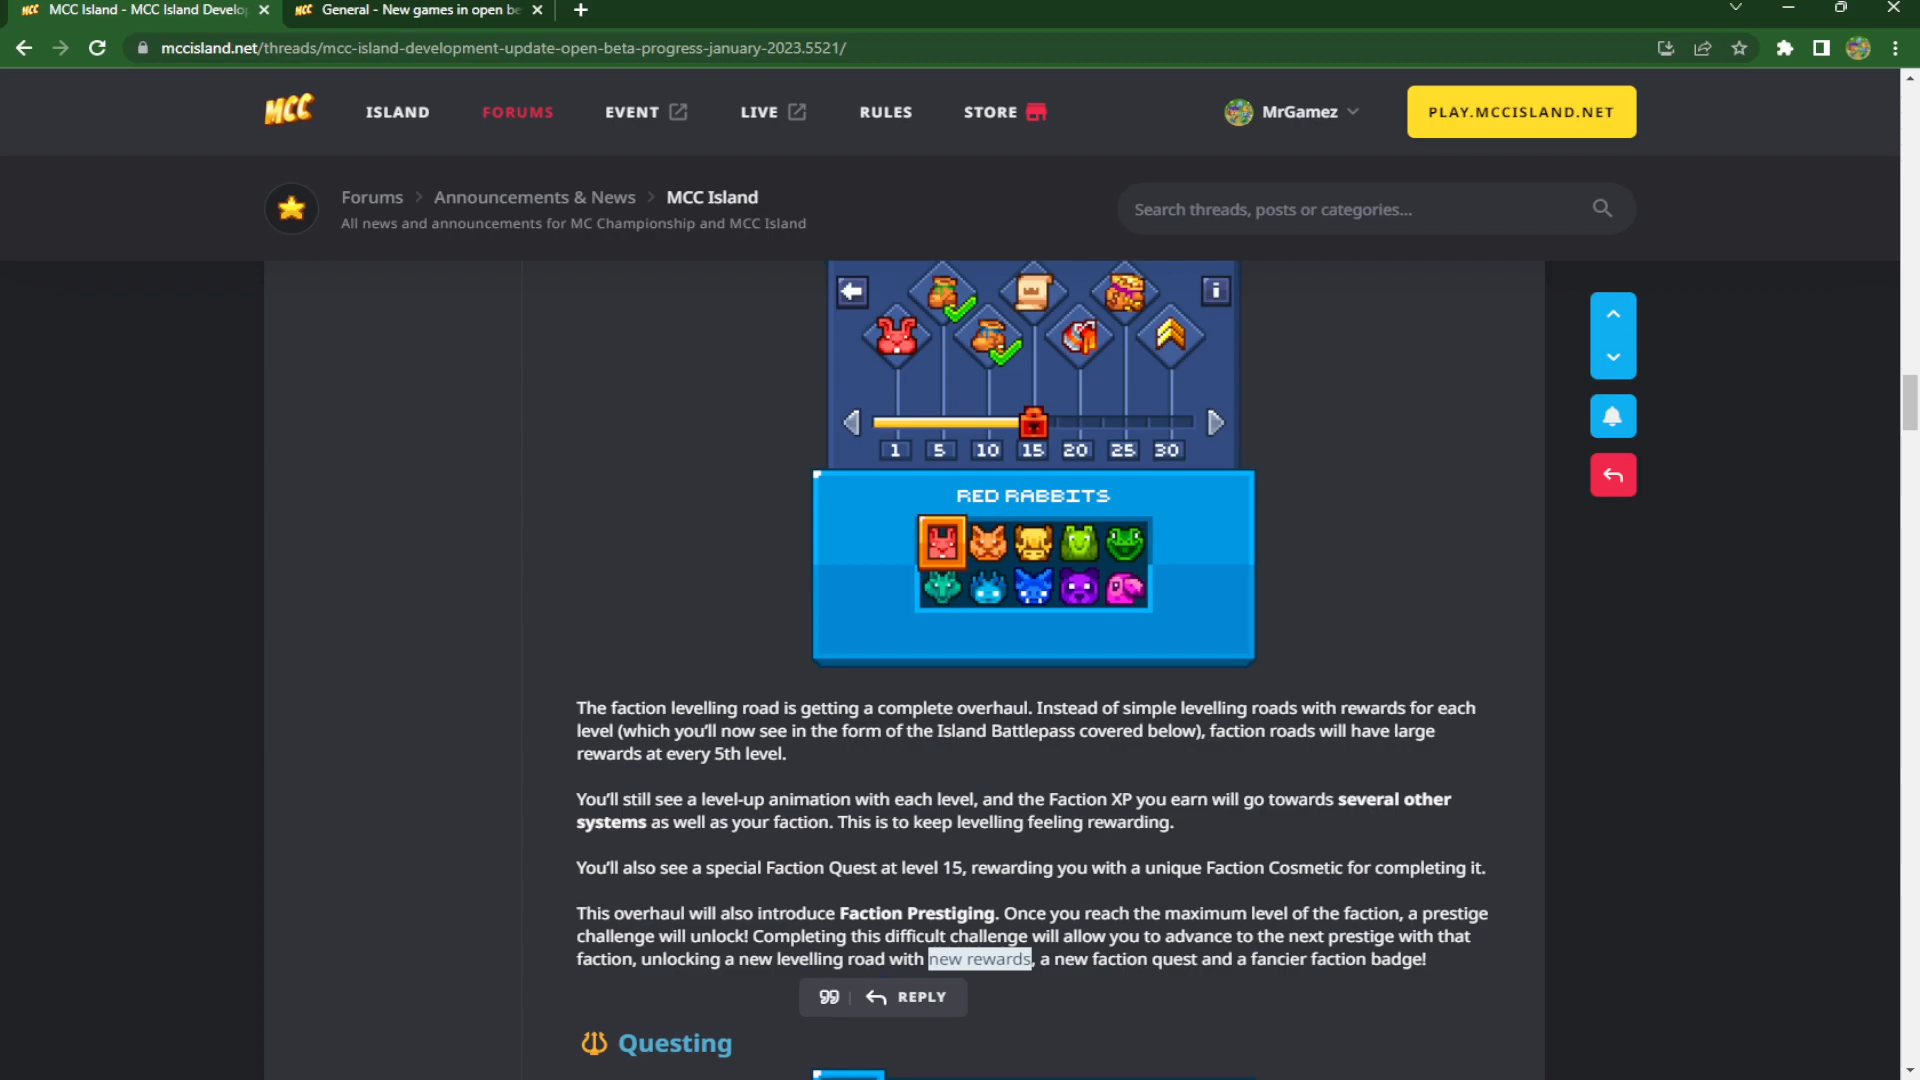 MCC Island - MCC Island Develo
General - New games in open be
mccisland.net/threads/mcc-island-development-update-open-beta-progress-january-2023.5521/
MCC
ISLAND
FORUMS
EVENT
LIVE
RULES
STORE
MrGamez
PLAY.MCCISLAND.NET
Forums > Announcements & News > MCC Island
All news and announcements for MC Championship and MCC Island
Search threads, posts or categories...
1 5 10 15 20 25 30
RED RABBITS
The faction levelling road is getting a complete overhaul. Instead of simple levelling roads with rewards for each
level (which you'll now see in the form of the Island Battlepass covered below), faction roads will have large
rewards at every 5th level.
You'll still see a level-up animation with each level, and the Faction XP you earn will go towards several other
systems as well as your faction. This is to keep levelling feeling rewarding.
You'll also see a special Faction Quest at level 15, rewarding you with a unique Faction Cosmetic for completing it.
This overhaul will also introduce Faction Prestiging. Once you reach the maximum level of the faction, a prestige
challenge will unlock! Completing this difficult challenge will allow you to advance to the next prestige with that
faction, unlocking a new levelling road with new rewards, a new faction quest and a fancier faction badge!
REPLY
Questing